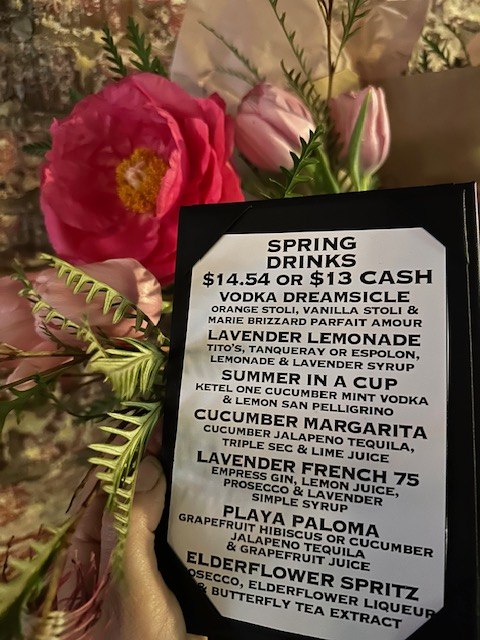 SPRING
DRINKS
$14.54 OR $13 CASH
VODKA DREAMSICLE
ORANGE STOLI, VANILLA STOLI &
MARIE BRIZZARD PARFAIT AMOUR
LAVENDER LEMONADE
TITO'S, TANQUERAY OR ESPOLON,
LEMONADE & LAVENDER SYRUP
SUMMER IN A CUP
KETEL ONE CUCUMBER MINT VODKA
& LEMON SAN PELLIGRINO
CUCUMBER MARGARITA
CUCUMBER JALAPENO TEQUILA,
TRIPLE SEC & LIME JUICE
LAVENDER FRENCH 75
EMPRESS GIN, LEMON JUICE,
PROSECCO & LAVENDER
SIMPLE SYRUP
PLAYA PALOMA
GRAPEFRUIT HIBISCUS OR CUCUMBER
JALAPENO TEQUILA
& GRAPEFRUIT JUICE
ELDERFLOWER SPRITZ
OSECCO, ELDERFLOWER LIQUEUR
& BUTTERFLY TEA EXTRACT